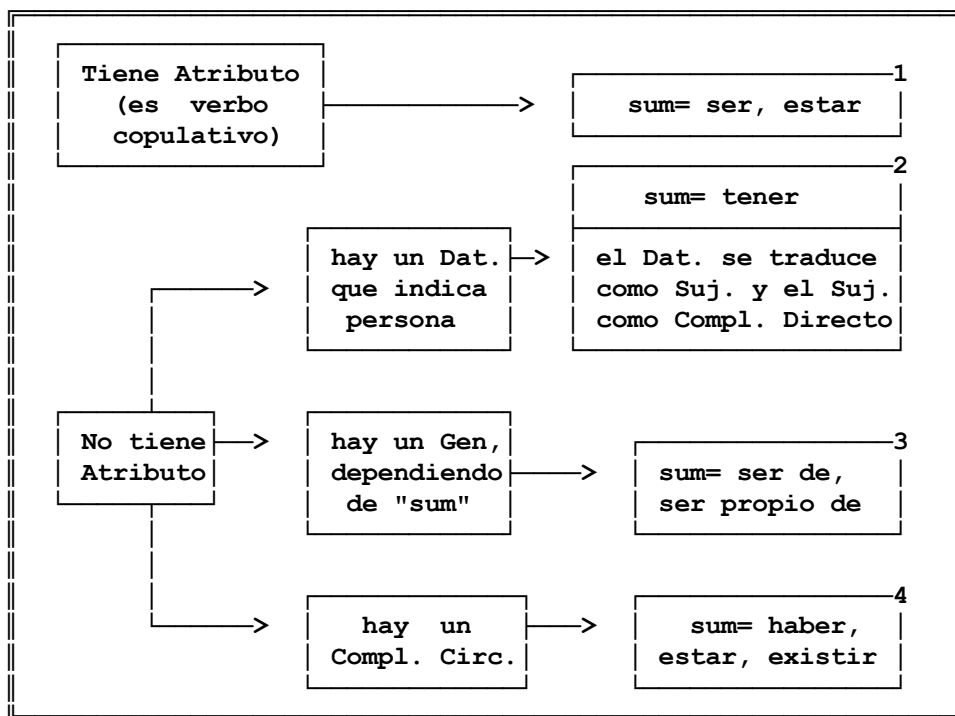 Tiene Atributo
(es verbo
copulativo)
1
sum= ser, estar
2
sum= tener
hay un Dat.
que indica
persona
el Dat. se traduce
como Suj. y el Suj.
como Compl. Directo
No tiene
Atributo
hay un Gen,
dependiendo
de "sum"
3
sum= ser de,
ser propio de
hay un
Compl. Circ.
4
sum= haber,
estar, existir